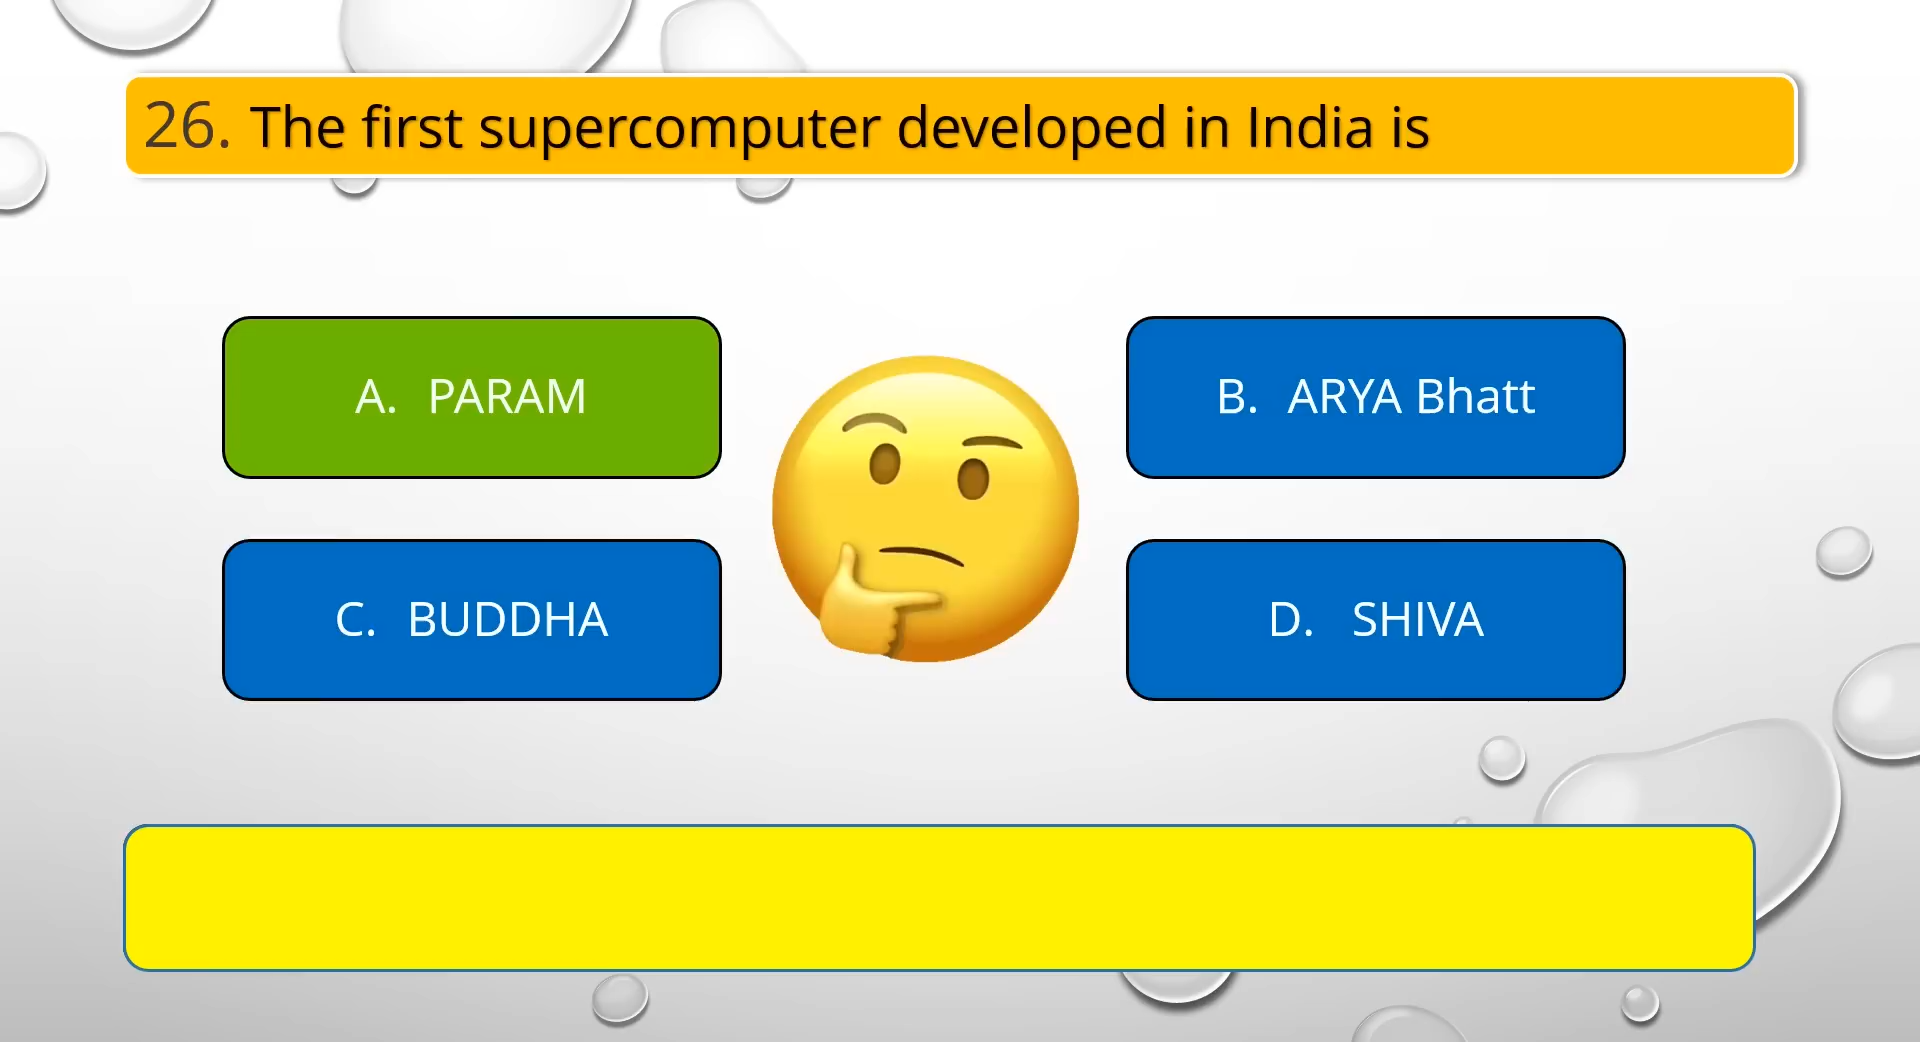 26. The first supercomputer developed in India is
A. PARAM
B. ARYA Bhatt
C. BUDDHA
D. SHIVA